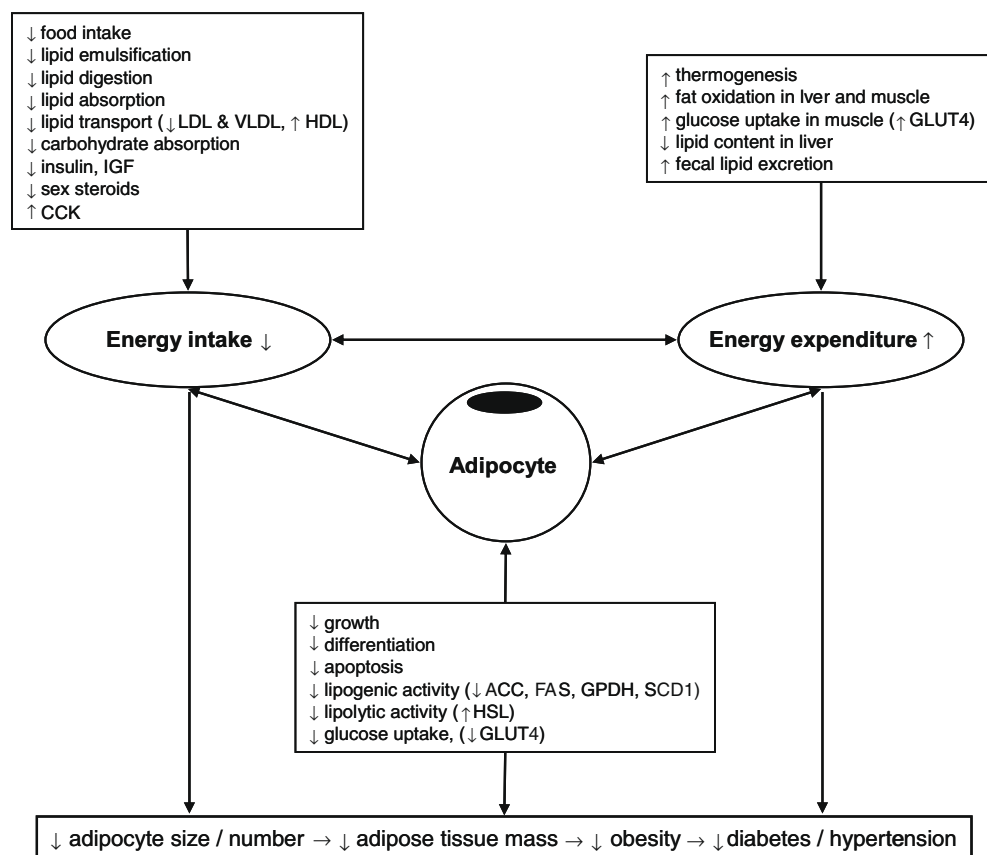 ↓ food intake
↓ lipid emulsification
↓ lipid digestion
↓ lipid absorption
↓ lipid transport (↓LDL & VLDL, ↑ HDL)
↓ carbohydrate absorption
↓ insulin, IGF
↓ sex steroids
↑ CCK
↑ thermogenesis
↑ fat oxidation in lver and muscle
↑ glucose uptake in muscle (↑ GLUT4)
↓ lipid content in liver
↑ fecal lipid excretion
Energy intake ↓
Energy expenditure ↑
Adipocyte
↓ growth
↓ differentiation
↓ apoptosis
↓ lipogenic activity (↓ACC, FAS, GPDH, SCD1)
↓ lipolytic activity (↑HSL)
↓ glucose uptake, (↓GLUT4)
↓ adipocyte size / number → ↓ adipose tissue mass → ↓ obesity → ↓diabetes / hypertension